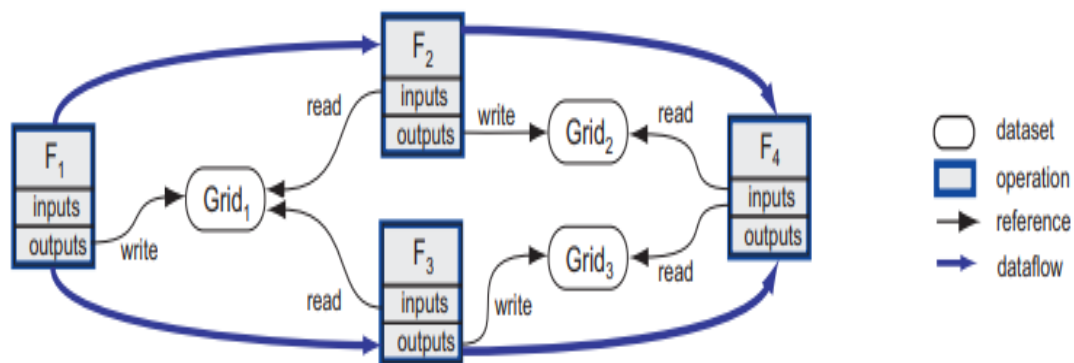 F1
inputs
outputs
write
Grid1
read
read
F2
inputs
outputs
write
Grid2
F3
inputs
outputs
write
Grid3
read
read
F4
inputs
outputs
dataset
operation
reference
dataflow